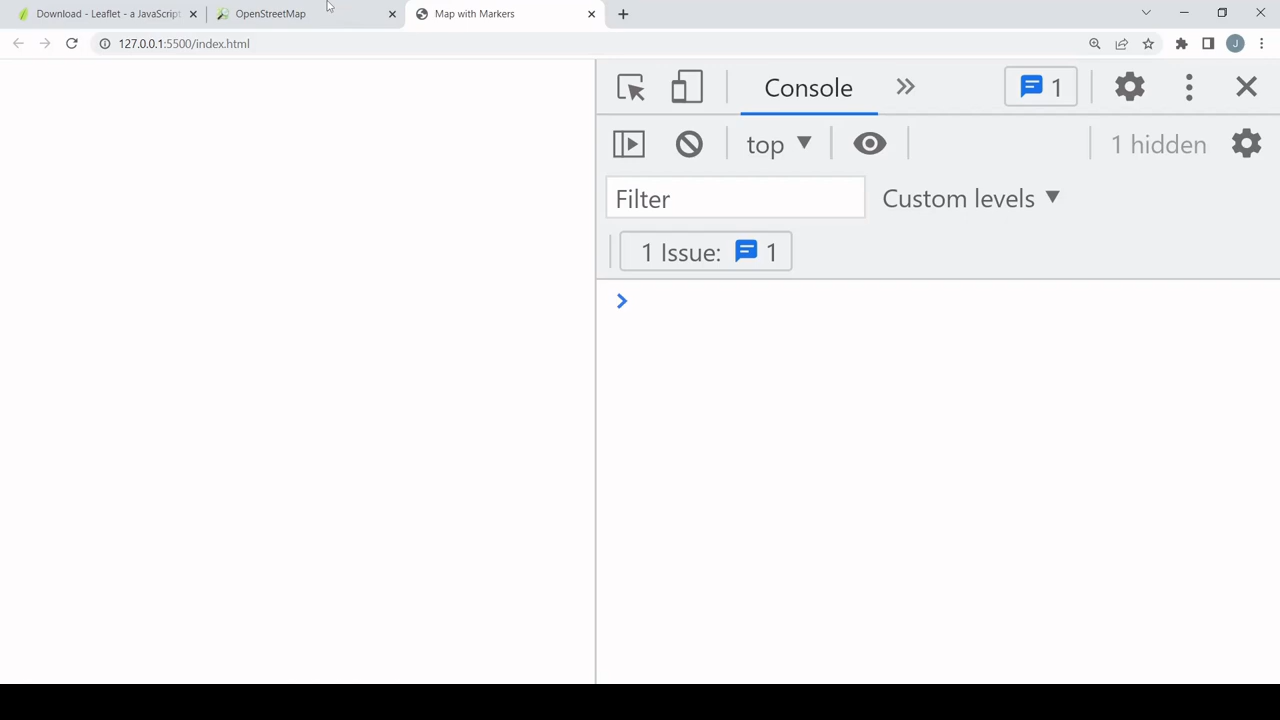 Download - Leaflet - a JavaScript
OpenStreetMap
Map with Markers
127.0.0.1:5500/index.html
J
Console
1
top
1 hidden
Filter
Custom levels
1 Issue: 1